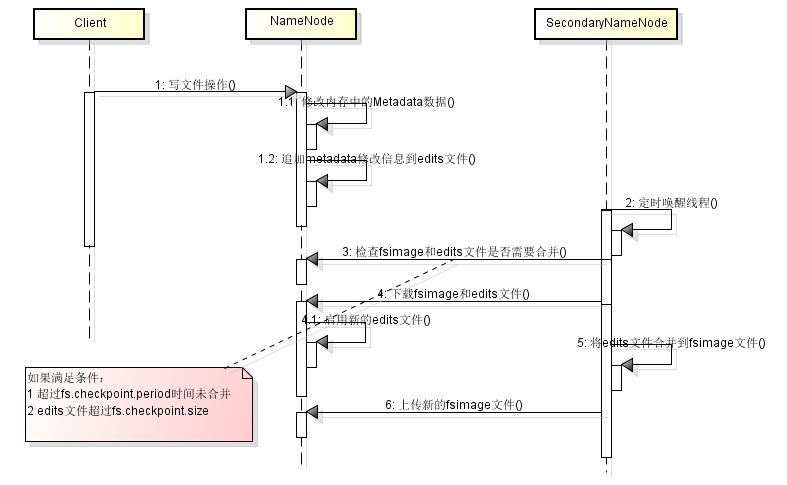 Client
NameNode
SecondaryNameNode
1: 写文件操作()
1.1: 修改内存中的Metadata数据()
1.2: 追加metadata修改信息到edits文件()
2: 定时唤醒线程()
3: 检查fsimage和edits文件是否需要合并()
4: 下载fsimage和edits文件()
4.1: 启用新的edits文件()
5: 将edits文件合并到fsimage文件()
如果满足条件：
1 超过fs.checkpoint.period时间未合并
2 edits文件超过fs.checkpoint.size
6: 上传新的fsimage文件()